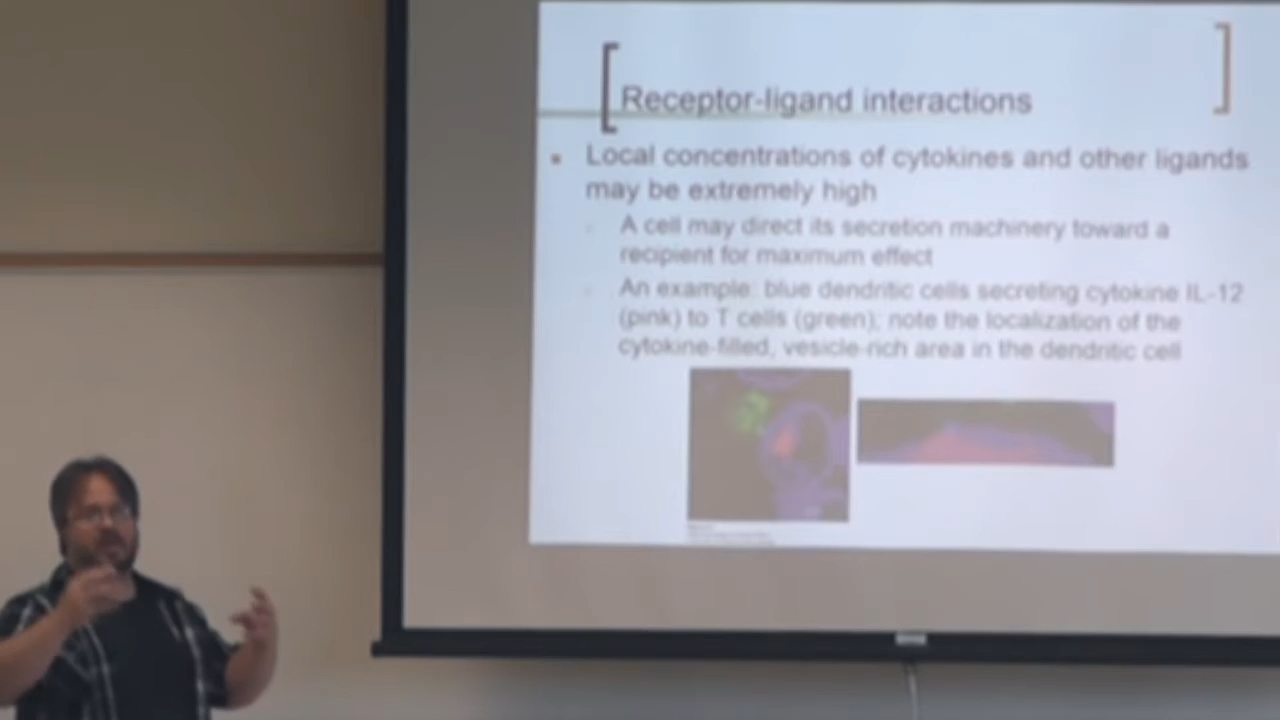 Receptor-ligand interactions
Local concentrations of cytokines and other ligands
may be extremely high
A cell may direct its secretion machinery toward a
recipient for maximum effect
An example: blue dendritic cells secreting cytokine IL-12
(pink) to T cells (green); note the localization of the
cytokine-filled, vesicle-rich area in the dendritic cell